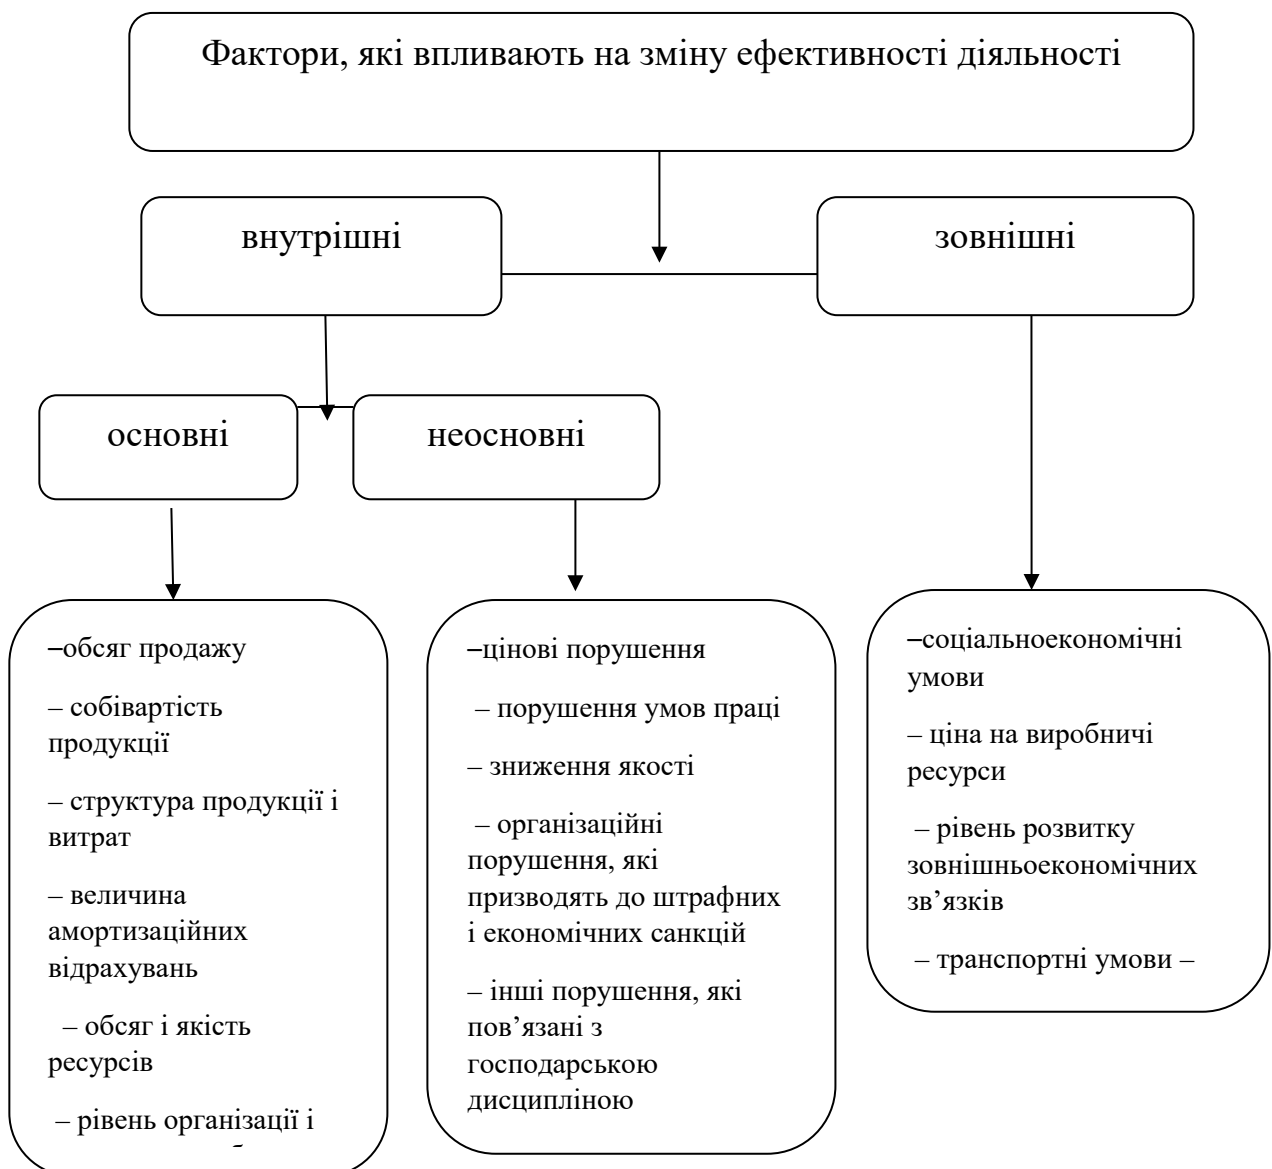 Фактори, які впливають на зміну ефективності діяльності
внутрішні
зовнішні
основні
неосновні
–обсяг продажу
– собівартість
продукції
– структура продукції і
витрат
– величина
амортизаційних
відрахувань
– обсяг і якість
ресурсів
– рівень організації і
–цінові порушення
– порушення умов праці
– зниження якості
– організаційні
порушення, які
призводять до штрафних
і економічних санкцій
– інші порушення, які
пов’язані з
господарською
дисципліною
–соціальноекономічні
умови
– ціна на виробничі
ресурси
– рівень розвитку
зовнішньоекономічних
зв’язків
– транспортні умови –